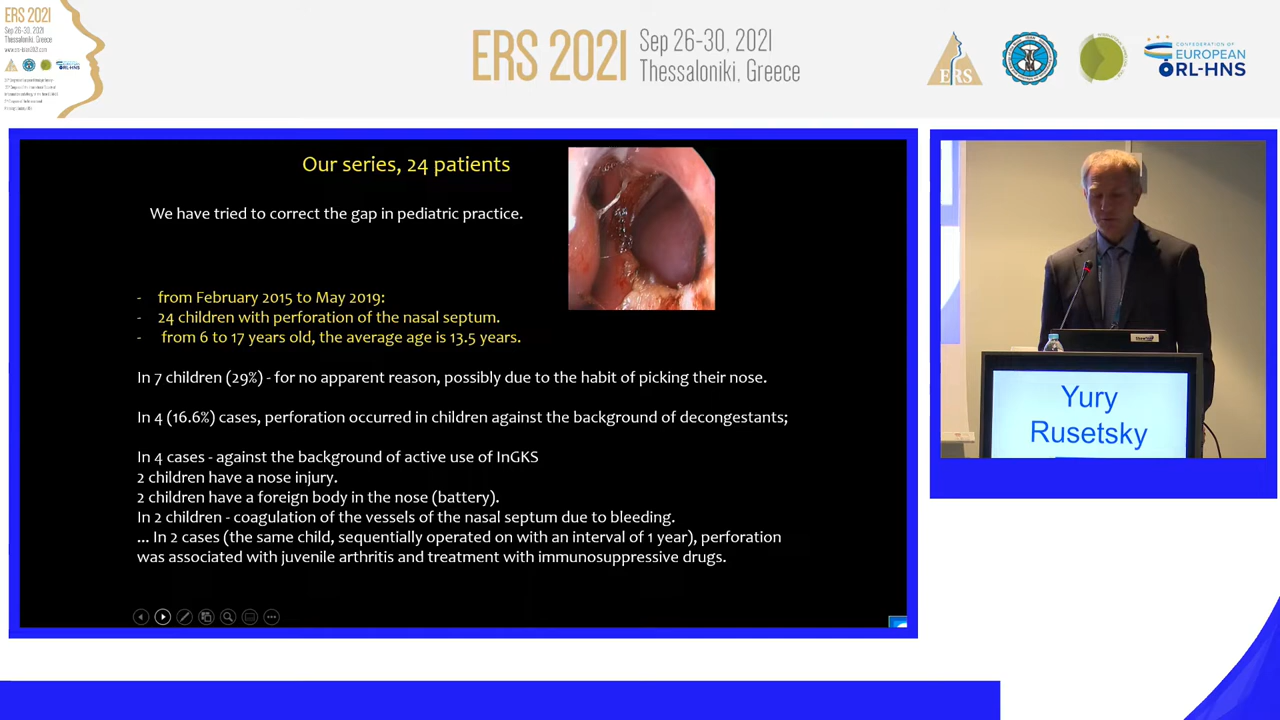 ERS 2021
Sep 26-30, 2021
Thessaloniki, Greece
ERS 2021
Sep 26-30, 2021
Thessaloniki, Greece
ERS
CONFEDERATION OF
EUROPEAN
ORL-HNS
Our series, 24 patients
We have tried to correct the gap in pediatric practice.
- from February 2015 to May 2019:
- 24 children with perforation of the nasal septum.
- from 6 to 17 years old, the average age is 13.5 years.
In 7 children (29%) - for no apparent reason, possibly due to the habit of picking their nose.
In 4 (16.6%) cases, perforation occurred in children against the background of decongestants;
In 4 cases - against the background of active use of InGKS
2 children have a nose injury.
2 children have a foreign body in the nose (battery).
In 2 children - coagulation of the vessels of the nasal septum due to bleeding.
... In 2 cases (the same child, sequentially operated on with an interval of 1 year), perforation
was associated with juvenile arthritis and treatment with immunosuppressive drugs.
Yury
Rusetsky